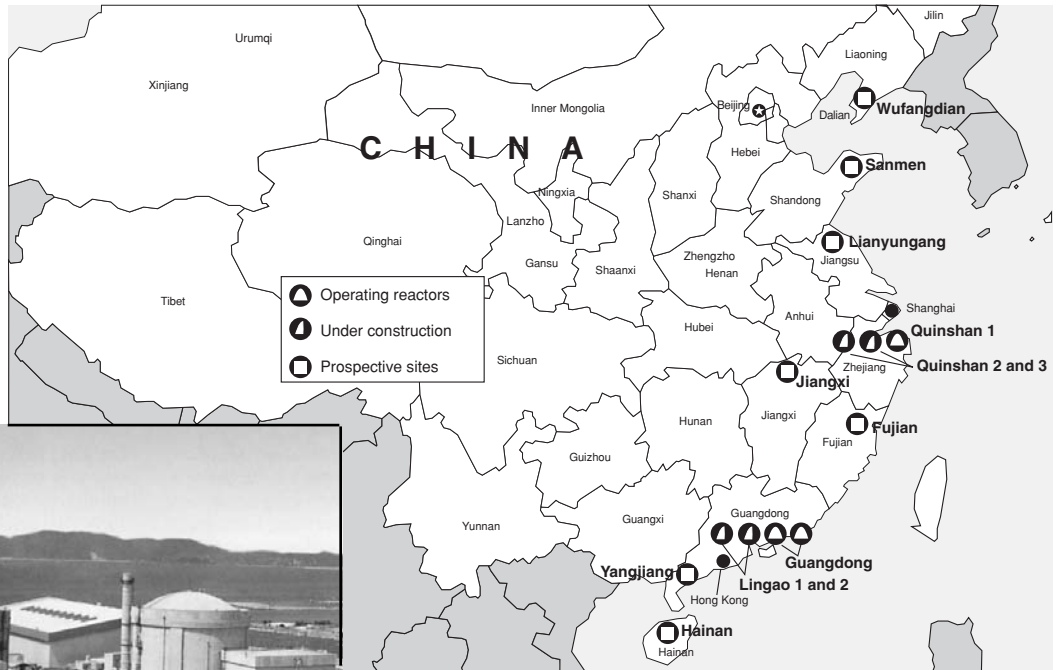 Jilin
Urumqi
Liaoning
Xinjiang
Inner Mongolia
Beijing
Wufangdian
Dalian
C H I N A
Hebei
Sanmen
Ningxia
Shanxi
Shandong
Lanzho
Qinghai
Lianyungang
Gansu
Shaanxi
Zhengzho
Henan
Jiangsu
Tibet
Operating reactors
Under construction
Prospective sites
Shanghai
Anhui
Hubei
Quinshan 1
Sichuan
Zhejiang
Quinshan 2 and 3
Jiangxi
Jiangxi
Hunan
Fujian
Fujian
Guizhou
Yunnan
Guangxi
Guangdong
Guangdong
Yangjiang
Lingao 1 and 2
Hong Kong
Hainan
Hainan